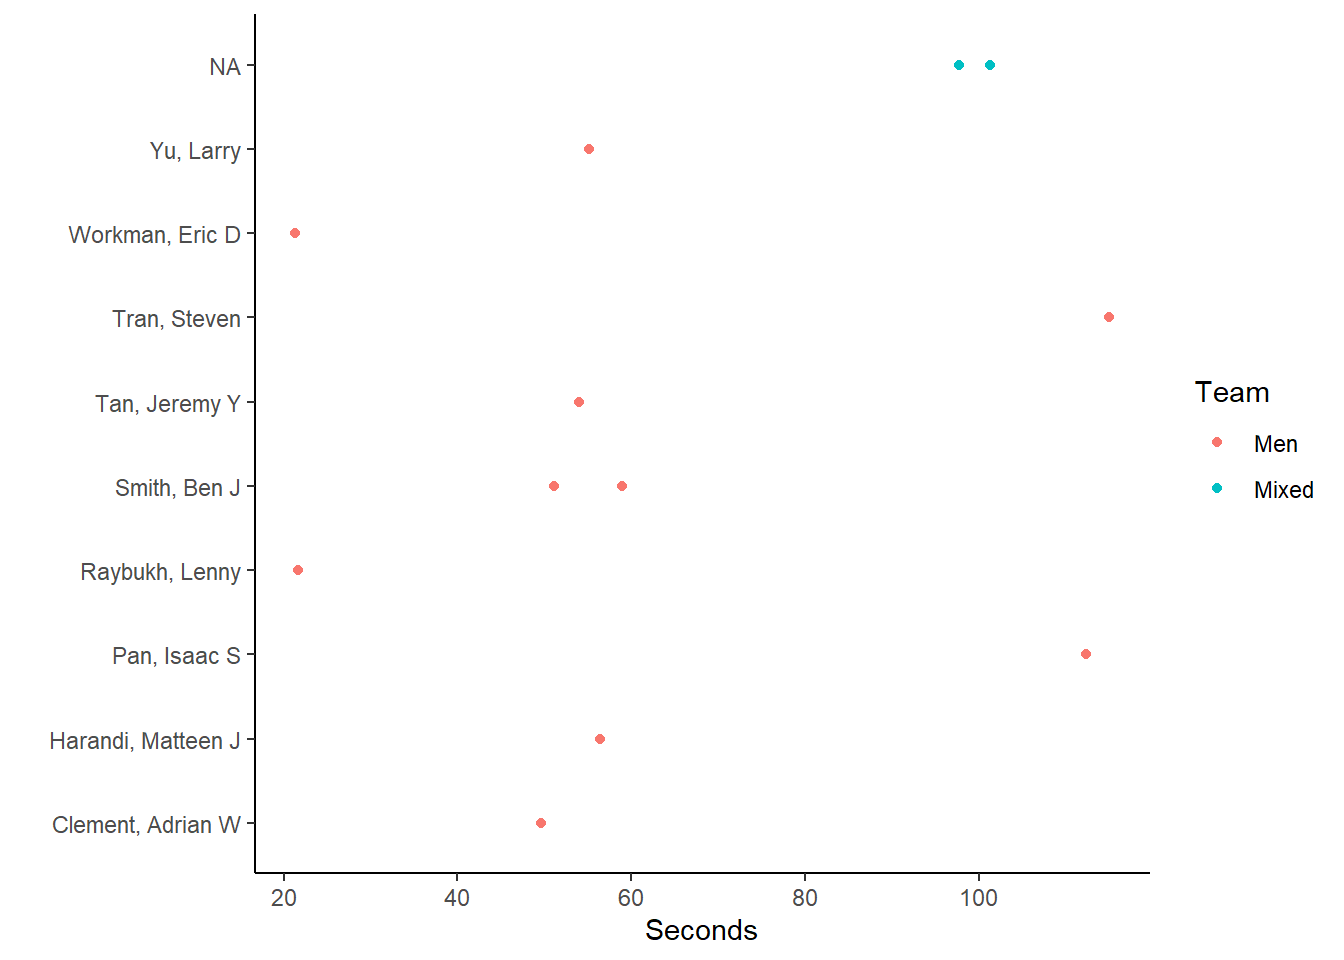 NA
Yu, Larry
Workman, Eric D
Tran, Steven
Tan, Jeremy Y
Smith, Ben J
Raybukh, Lenny
Pan, Isaac S
Harandi, Matteen J
Clement, Adrian W
20 40 60 80 100
Seconds
Team
Men
Mixed